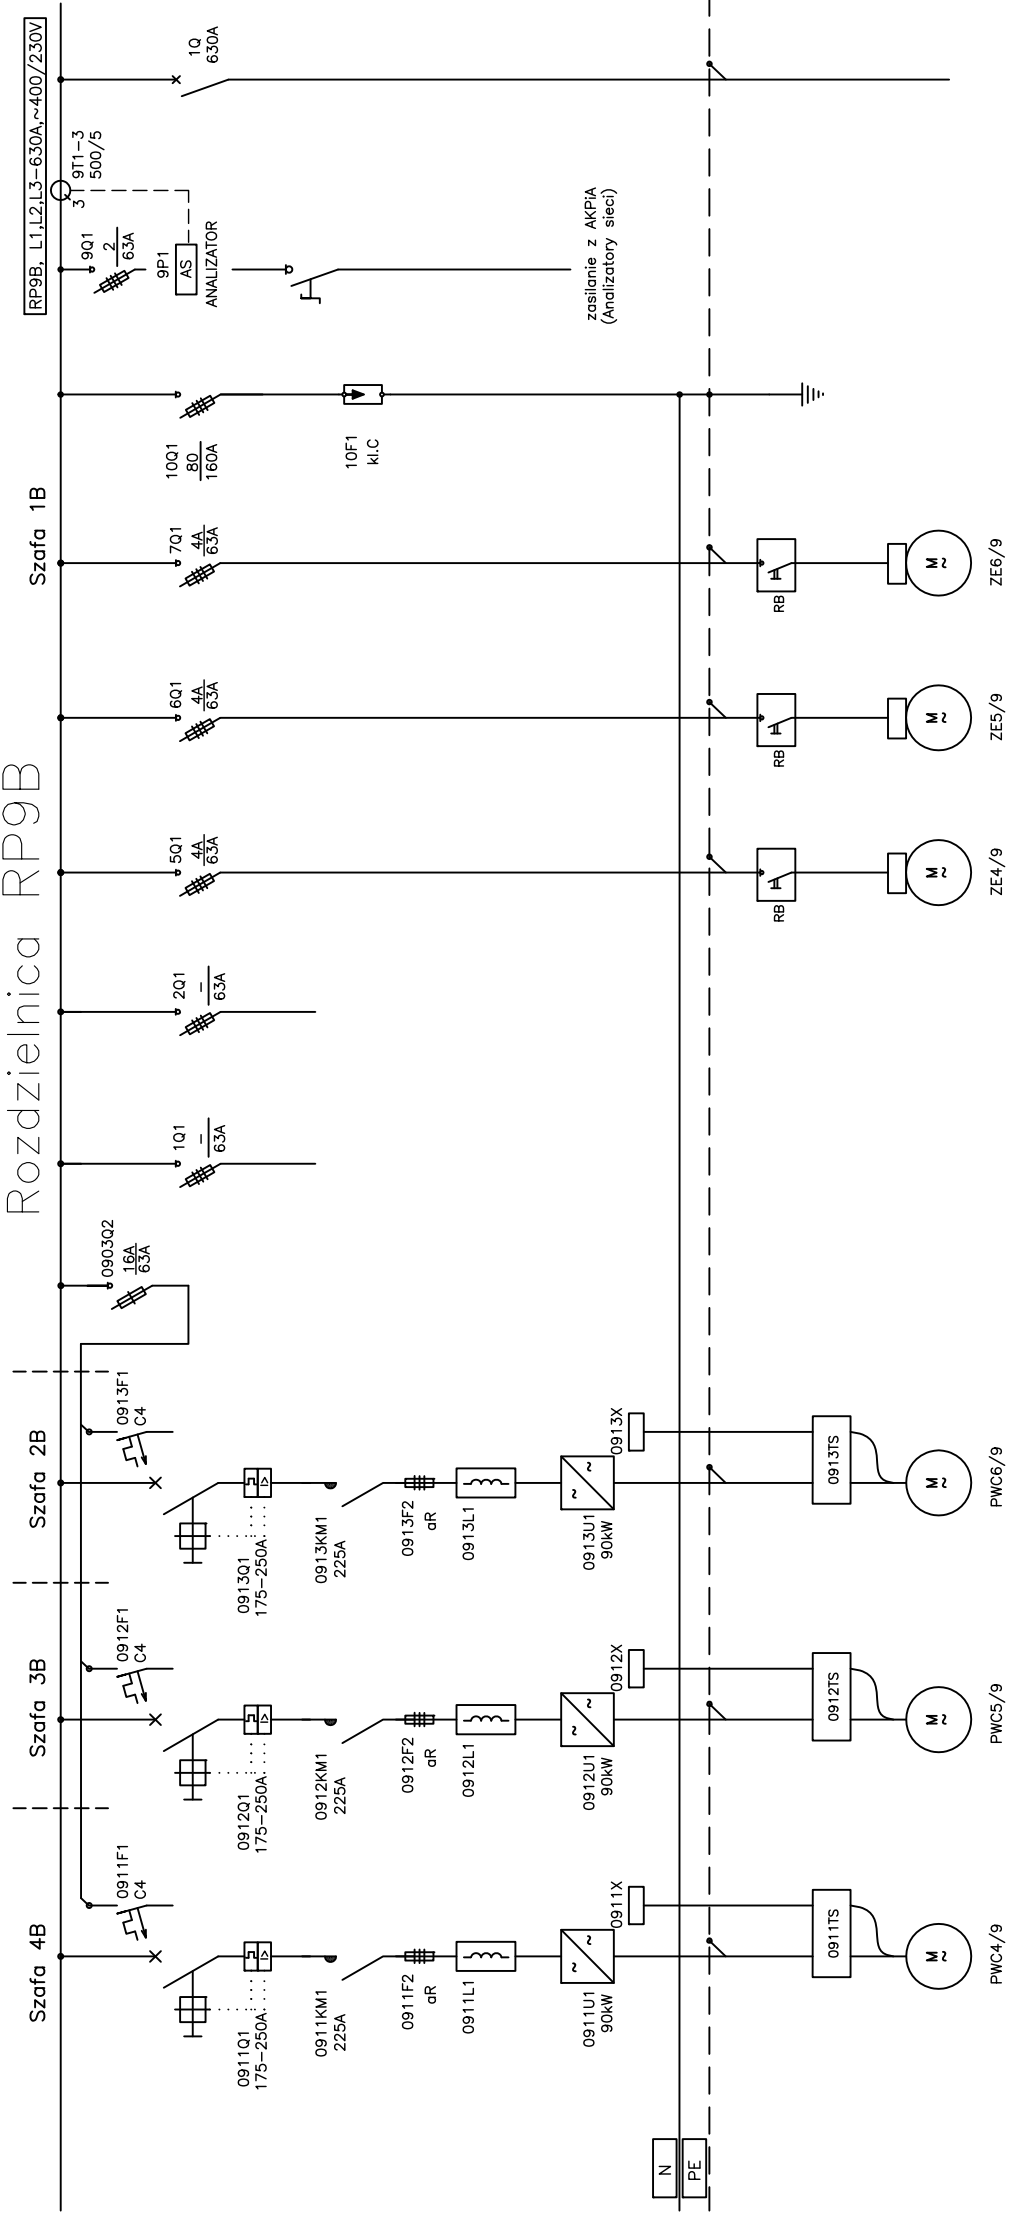 Rozdzielnica RP9B
Szafa 4B
Szafa 3B
Szafa 2B
Szafa 1B
RP9B, L1,L2,L3-630A,~400/230V
0911F1
C4
0911Q1
175-250A
0911KM1
225A
0911F2
aR
0911L1
0911U1
90kW
0911X
0911TS
M~
PWC4/9
0912F1
C4
0912Q1
175-250A
0912KM1
225A
0912F2
aR
0912L1
0912U1
90kW
0912X
0912TS
M~
PWC5/9
0913F1
C4
0913Q1
175-250A
0913KM1
225A
0913F2
aR
0913L1
0913U1
90kW
0913X
0913TS
M~
PWC6/9
0903Q2
16A
63A
1Q1
-
63A
2Q1
-
63A
5Q1
4A
63A
RB
M~
ZE4/9
6Q1
4A
63A
RB
M~
ZE5/9
7Q1
4A
63A
RB
M~
ZE6/9
10Q1
80
160A
10F1
kl.C
9Q1
2
63A
9P1
AS
ANALIZATOR
3
9T1-3
500/5
zasilanie z AKPiA
(Analizatory sieci)
1Q
630A
N
PE